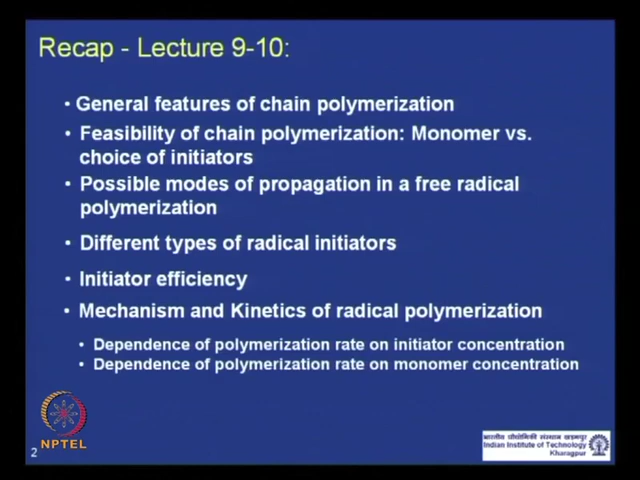 Recap - Lecture 9-10:
• General features of chain polymerization
• Feasibility of chain polymerization: Monomer vs.
choice of initiators
• Possible modes of propagation in a free radical
polymerization
• Different types of radical initiators
• Initiator efficiency
• Mechanism and Kinetics of radical polymerization
• Dependence of polymerization rate on initiator concentration
• Dependence of polymerization rate on monomer concentration
NPTEL
2
भारतीय प्रौद्योगिकी संस्थान खड़गपुर
Indian Institute of Technology
Kharagpur